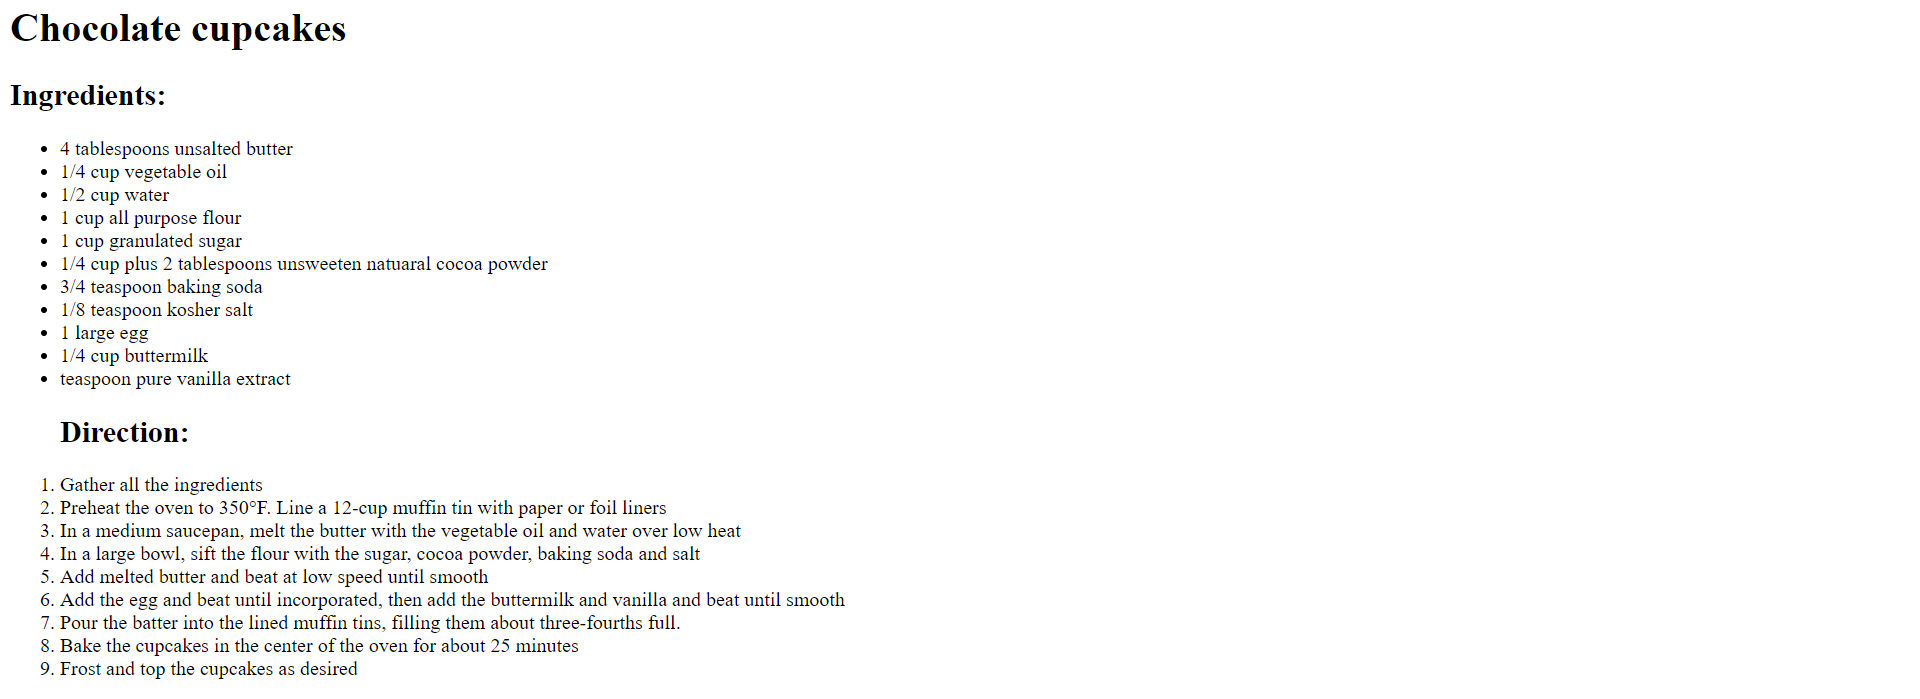 Chocolate cupcakes
Ingredients:
• 4 tablespoons unsalted butter
• 1/4 cup vegetable oil
• 1/2 cup water
• 1 cup all purpose flour
• 1 cup granulated sugar
• 1/4 cup plus 2 tablespoons unsweeten natuaral cocoa powder
• 3/4 teaspoon baking soda
• 1/8 teaspoon kosher salt
• 1 large egg
• 1/4 cup buttermilk
• teaspoon pure vanilla extract
Direction:
1. Gather all the ingredients
2. Preheat the oven to 350°F. Line a 12-cup muffin tin with paper or foil liners
3. In a medium saucepan, melt the butter with the vegetable oil and water over low heat
4. In a large bowl, sift the flour with the sugar, cocoa powder, baking soda and salt
5. Add melted butter and beat at low speed until smooth
6. Add the egg and beat until incorporated, then add the buttermilk and vanilla and beat until smooth
7. Pour the batter into the lined muffin tins, filling them about three-fourths full.
8. Bake the cupcakes in the center of the oven for about 25 minutes
9. Frost and top the cupcakes as desired